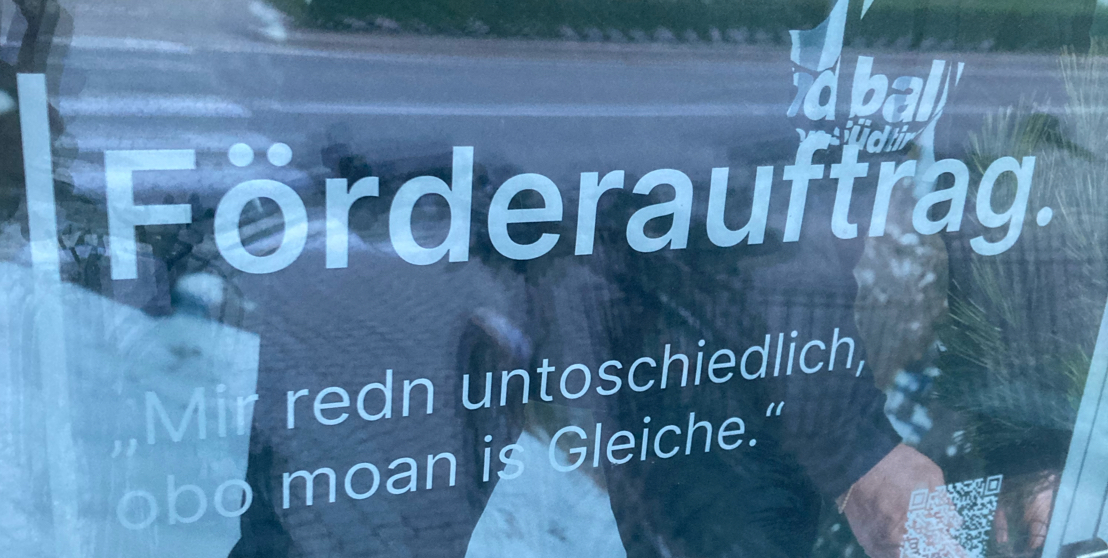 Förderauftrag.
„Mir redn untoschiedlich,
obo moan is Gleiche.“